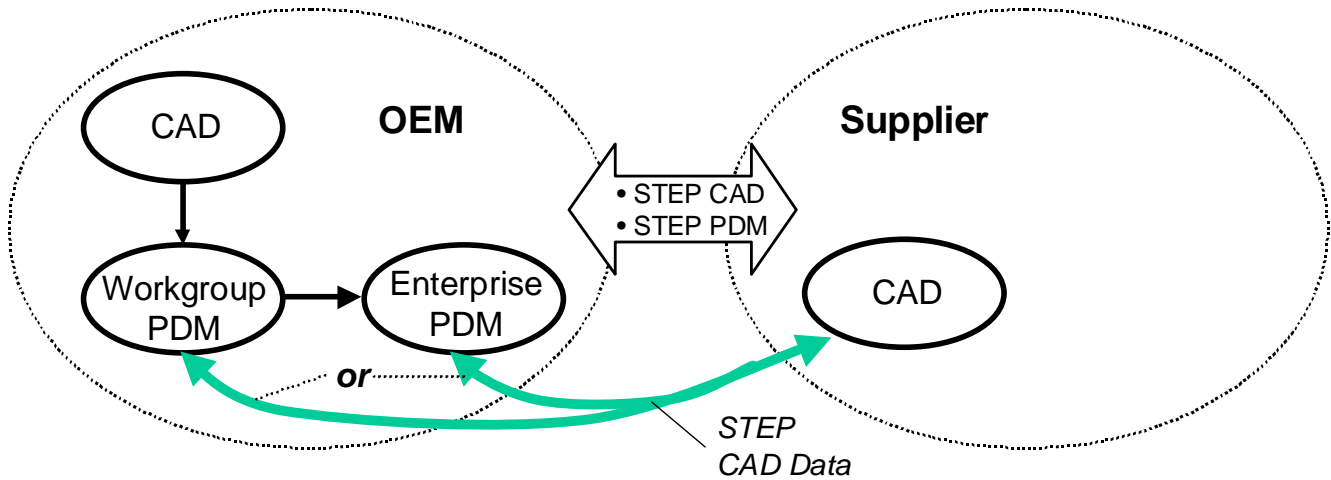 CAD
OEM
Supplier
• STEP CAD
• STEP PDM
Workgroup
PDM
Enterprise
PDM
CAD
or
STEP
CAD Data